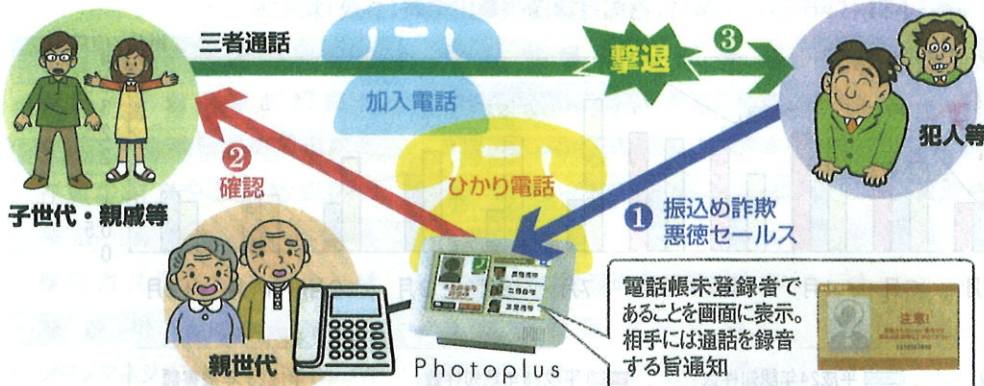 三者通話
撃退
❸
加入電話
犯人等
❷
確認
ひかり電話
子世代・親戚等
❶ 振込め詐欺
悪徳セールス
電話帳未登録者で
あることを画面に表示。
相手には通話を録音
する旨通知
注意!
親世代
Photoplus